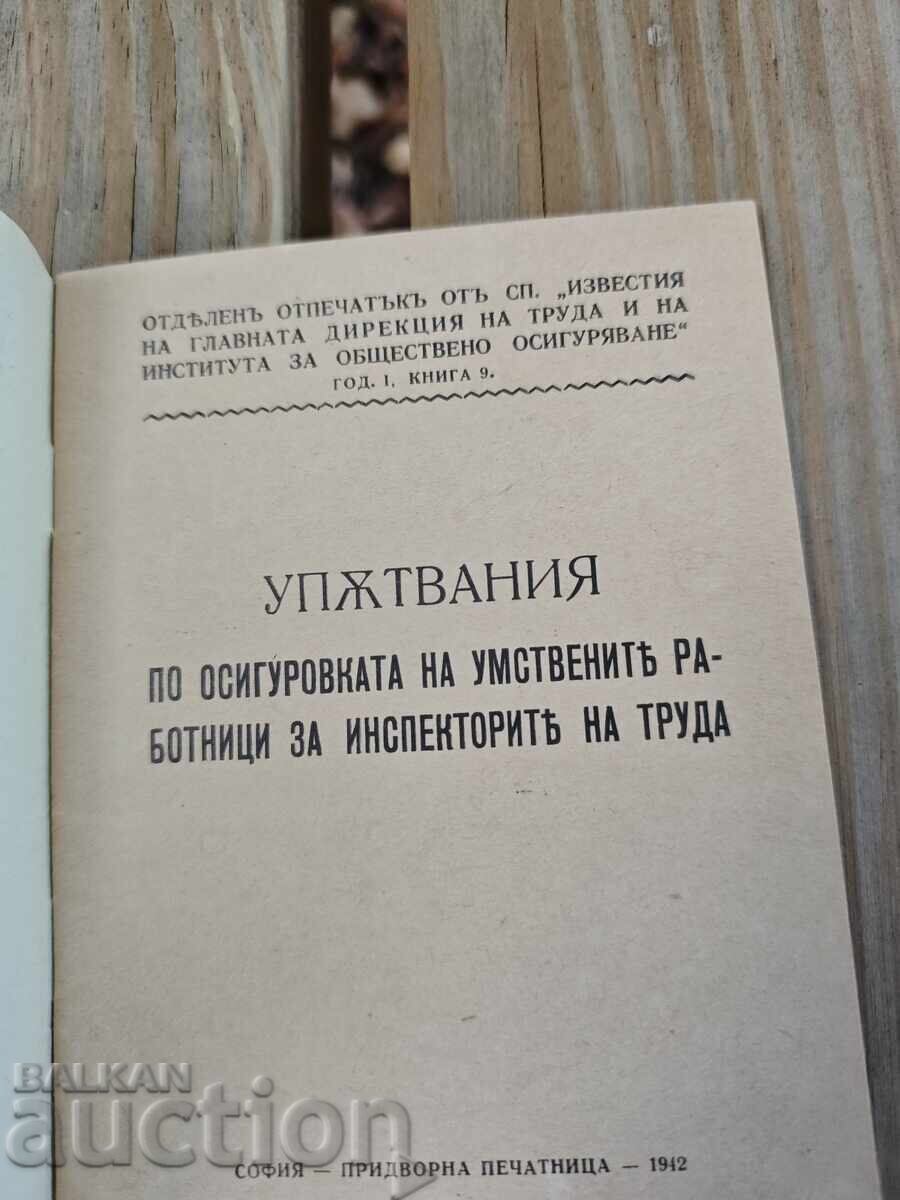 ОТДѢЛЕНЪ ОТПЕЧАТЪКЪ ОТЪ СП. „ИЗВЕСТИЯ
НА ГЛАВНАТА ДИРЕКЦИЯ НА ТРУДА И НА
ИНСТИТУТА ЗА ОБЩЕСТВЕНО ОСИГУРЯВАНЕ“
ГОД. I, КНИГА 9.
УПѪТВАНИЯ
ПО ОСИГУРОВКАТА НА УМСТВЕНИТѢ РА-
БОТНИЦИ ЗА ИНСПЕКТОРИТѢ НА ТРУДА
СОФИЯ — ПРИДВОРНА ПЕЧАТНИЦА — 1942
BALKAN
auction